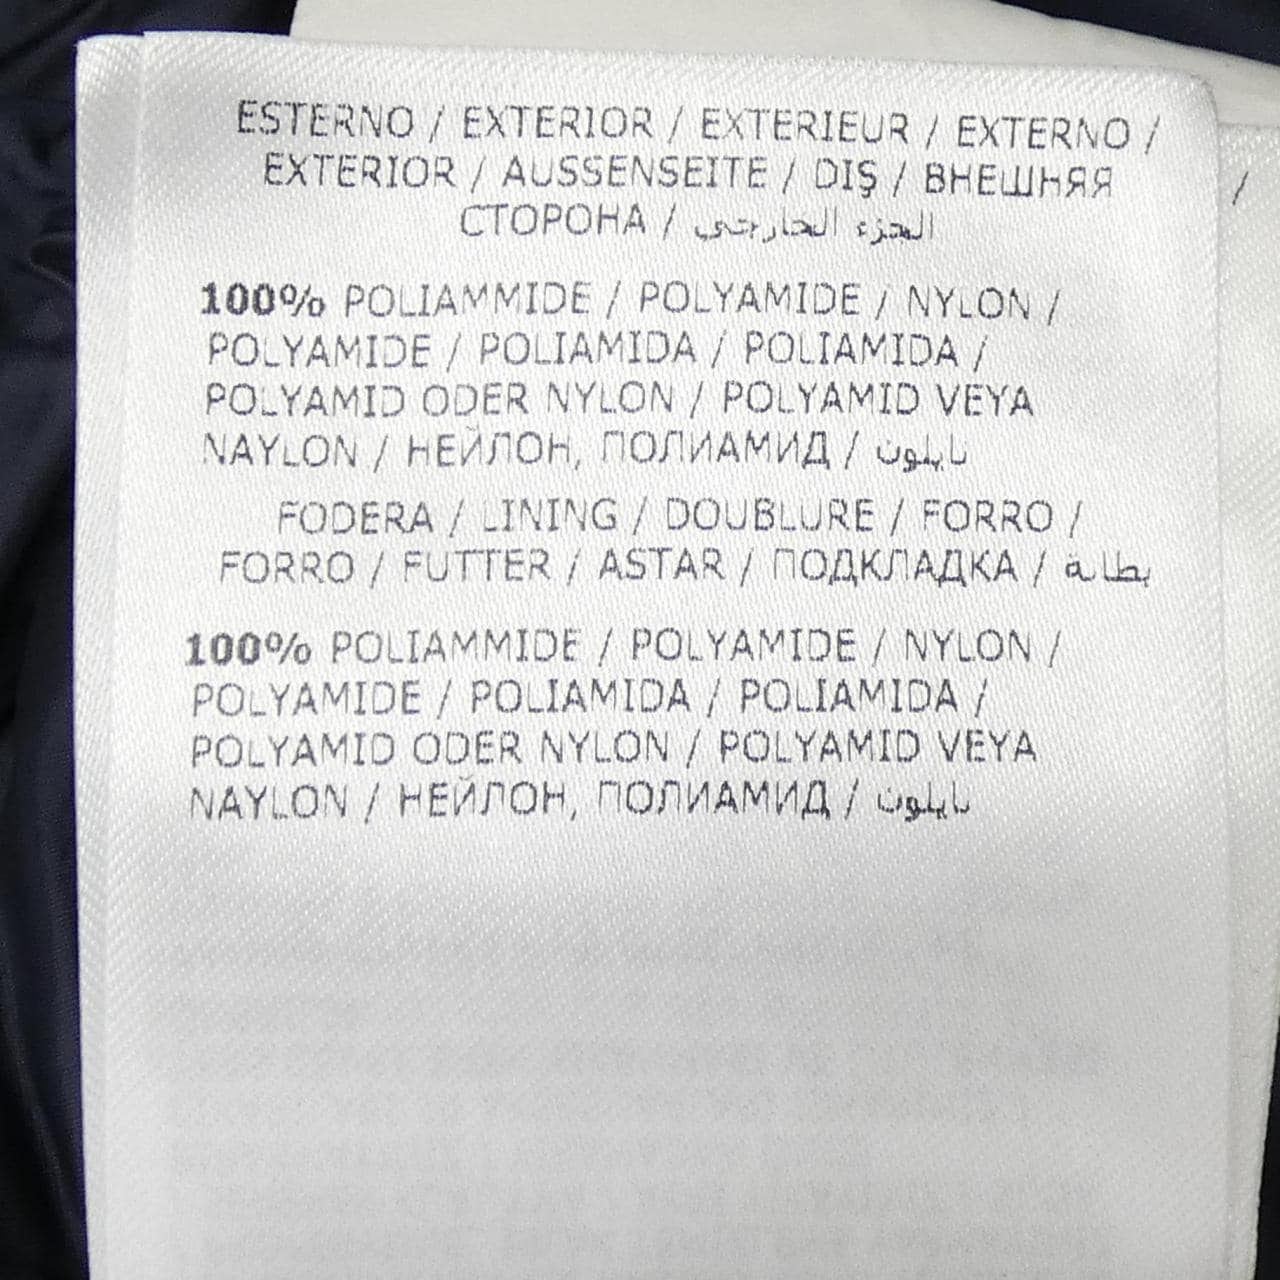 ESTERNO / EXTERIOR / EXTERIEUR / EXTERNO /
EXTERIOR / AUSSENSEITE / DIŞ / ВНЕШНЯЯ
СТОРОНА / الجزء الخارجي
100% POLIAMMIDE / POLYAMIDE / NYLON /
POLYAMIDE / POLIAMIDA / POLIAMIDA /
POLYAMID ODER NYLON / POLYAMID VEYA
NAYLON / НЕЙЛОН, ПОЛИАМИД / نايلون
FODERA / LINING / DOUBLURE / FORRO /
FORRO / FUTTER / ASTAR / ПОДКЛАДКА / بطانة
100% POLIAMMIDE / POLYAMIDE / NYLON /
POLYAMIDE / POLIAMIDA / POLIAMIDA /
POLYAMID ODER NYLON / POLYAMID VEYA
NAYLON / НЕЙЛОН, ПОЛИАМИД / نايلون
/